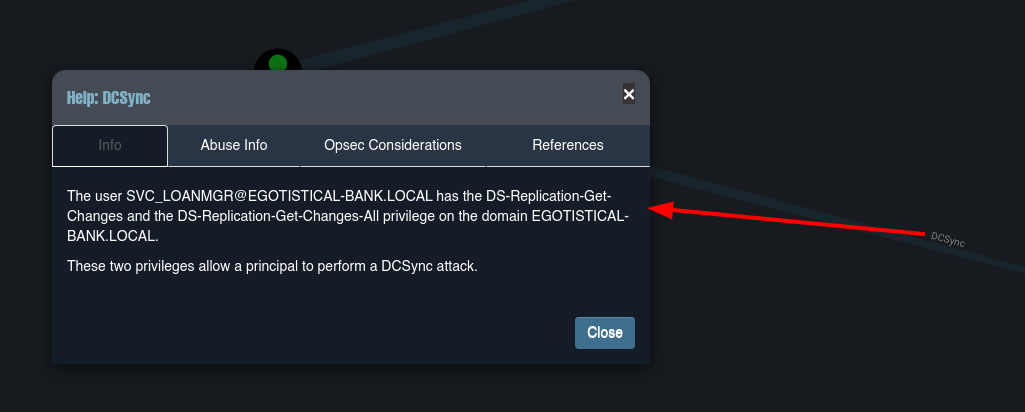 Help: DCSync
×
Info
Abuse Info
Opsec Considerations
References
The user SVC_LOANMGR@EGOTISTICAL-BANK.LOCAL has the DS-Replication-Get-
Changes and the DS-Replication-Get-Changes-All privilege on the domain EGOTISTICAL-
BANK.LOCAL.
These two privileges allow a principal to perform a DCSync attack.
DCSync
Close